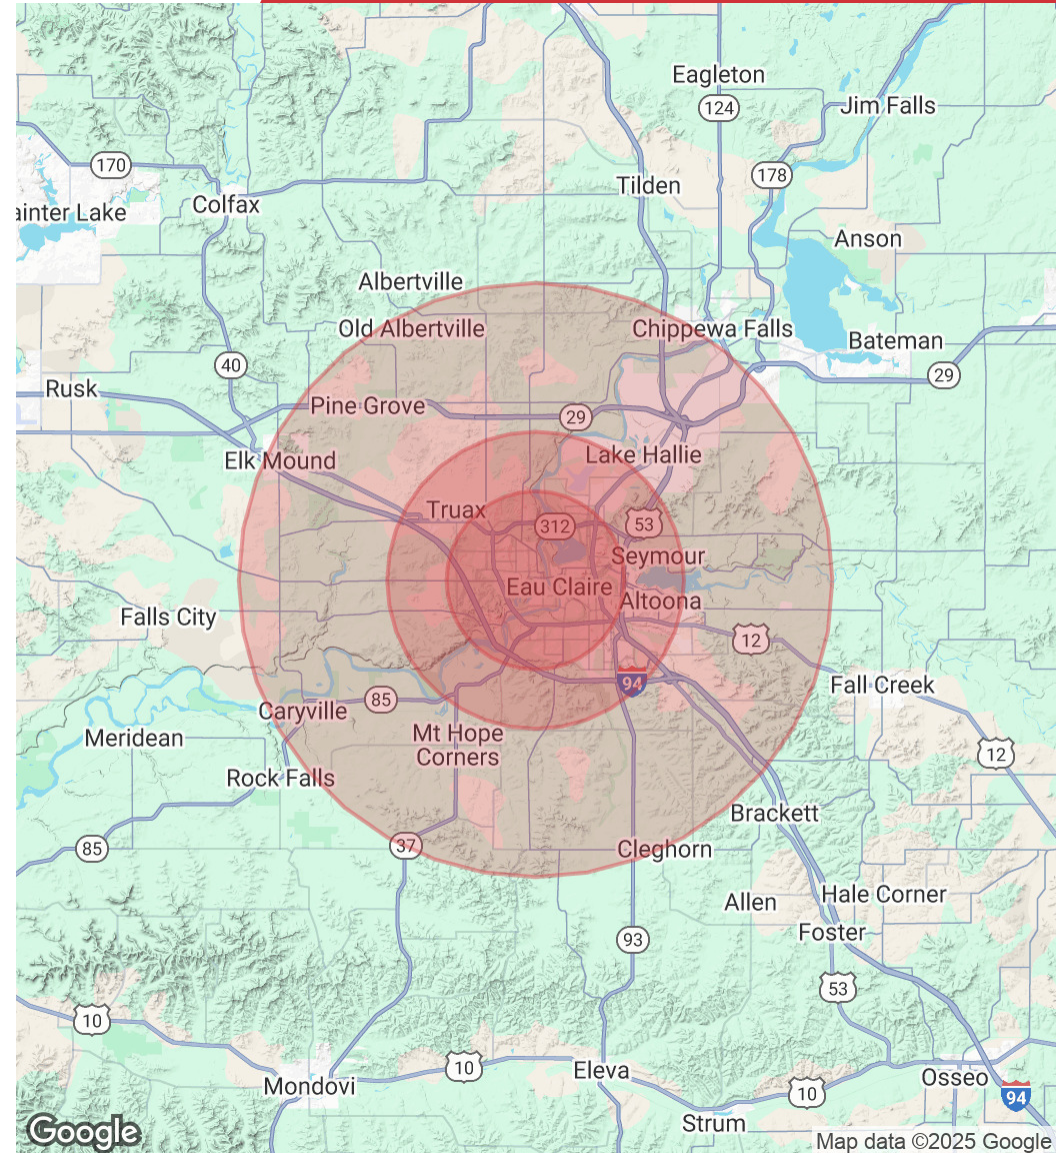 Eagleton
124
Jim Falls
170
178
Tilden
Colfax
ainter Lake
Anson
Albertville
Old Albertville
Chippewa Falls
Bateman
40
29
Rusk
Pine Grove
29
Lake Hallie
Elk Mound
Truax
312
53
Seymour
Eau Claire
Altoona
Falls City
12
94
Fall Creek
85
Caryville
Meridean
Mt Hope
Corners
12
Rock Falls
Brackett
85
37
Cleghorn
Hale Corner
Allen
Foster
93
53
10
10
Eleva
Osseo
Mondovi
10
94
Strum
Google
Map data ©2025 Google